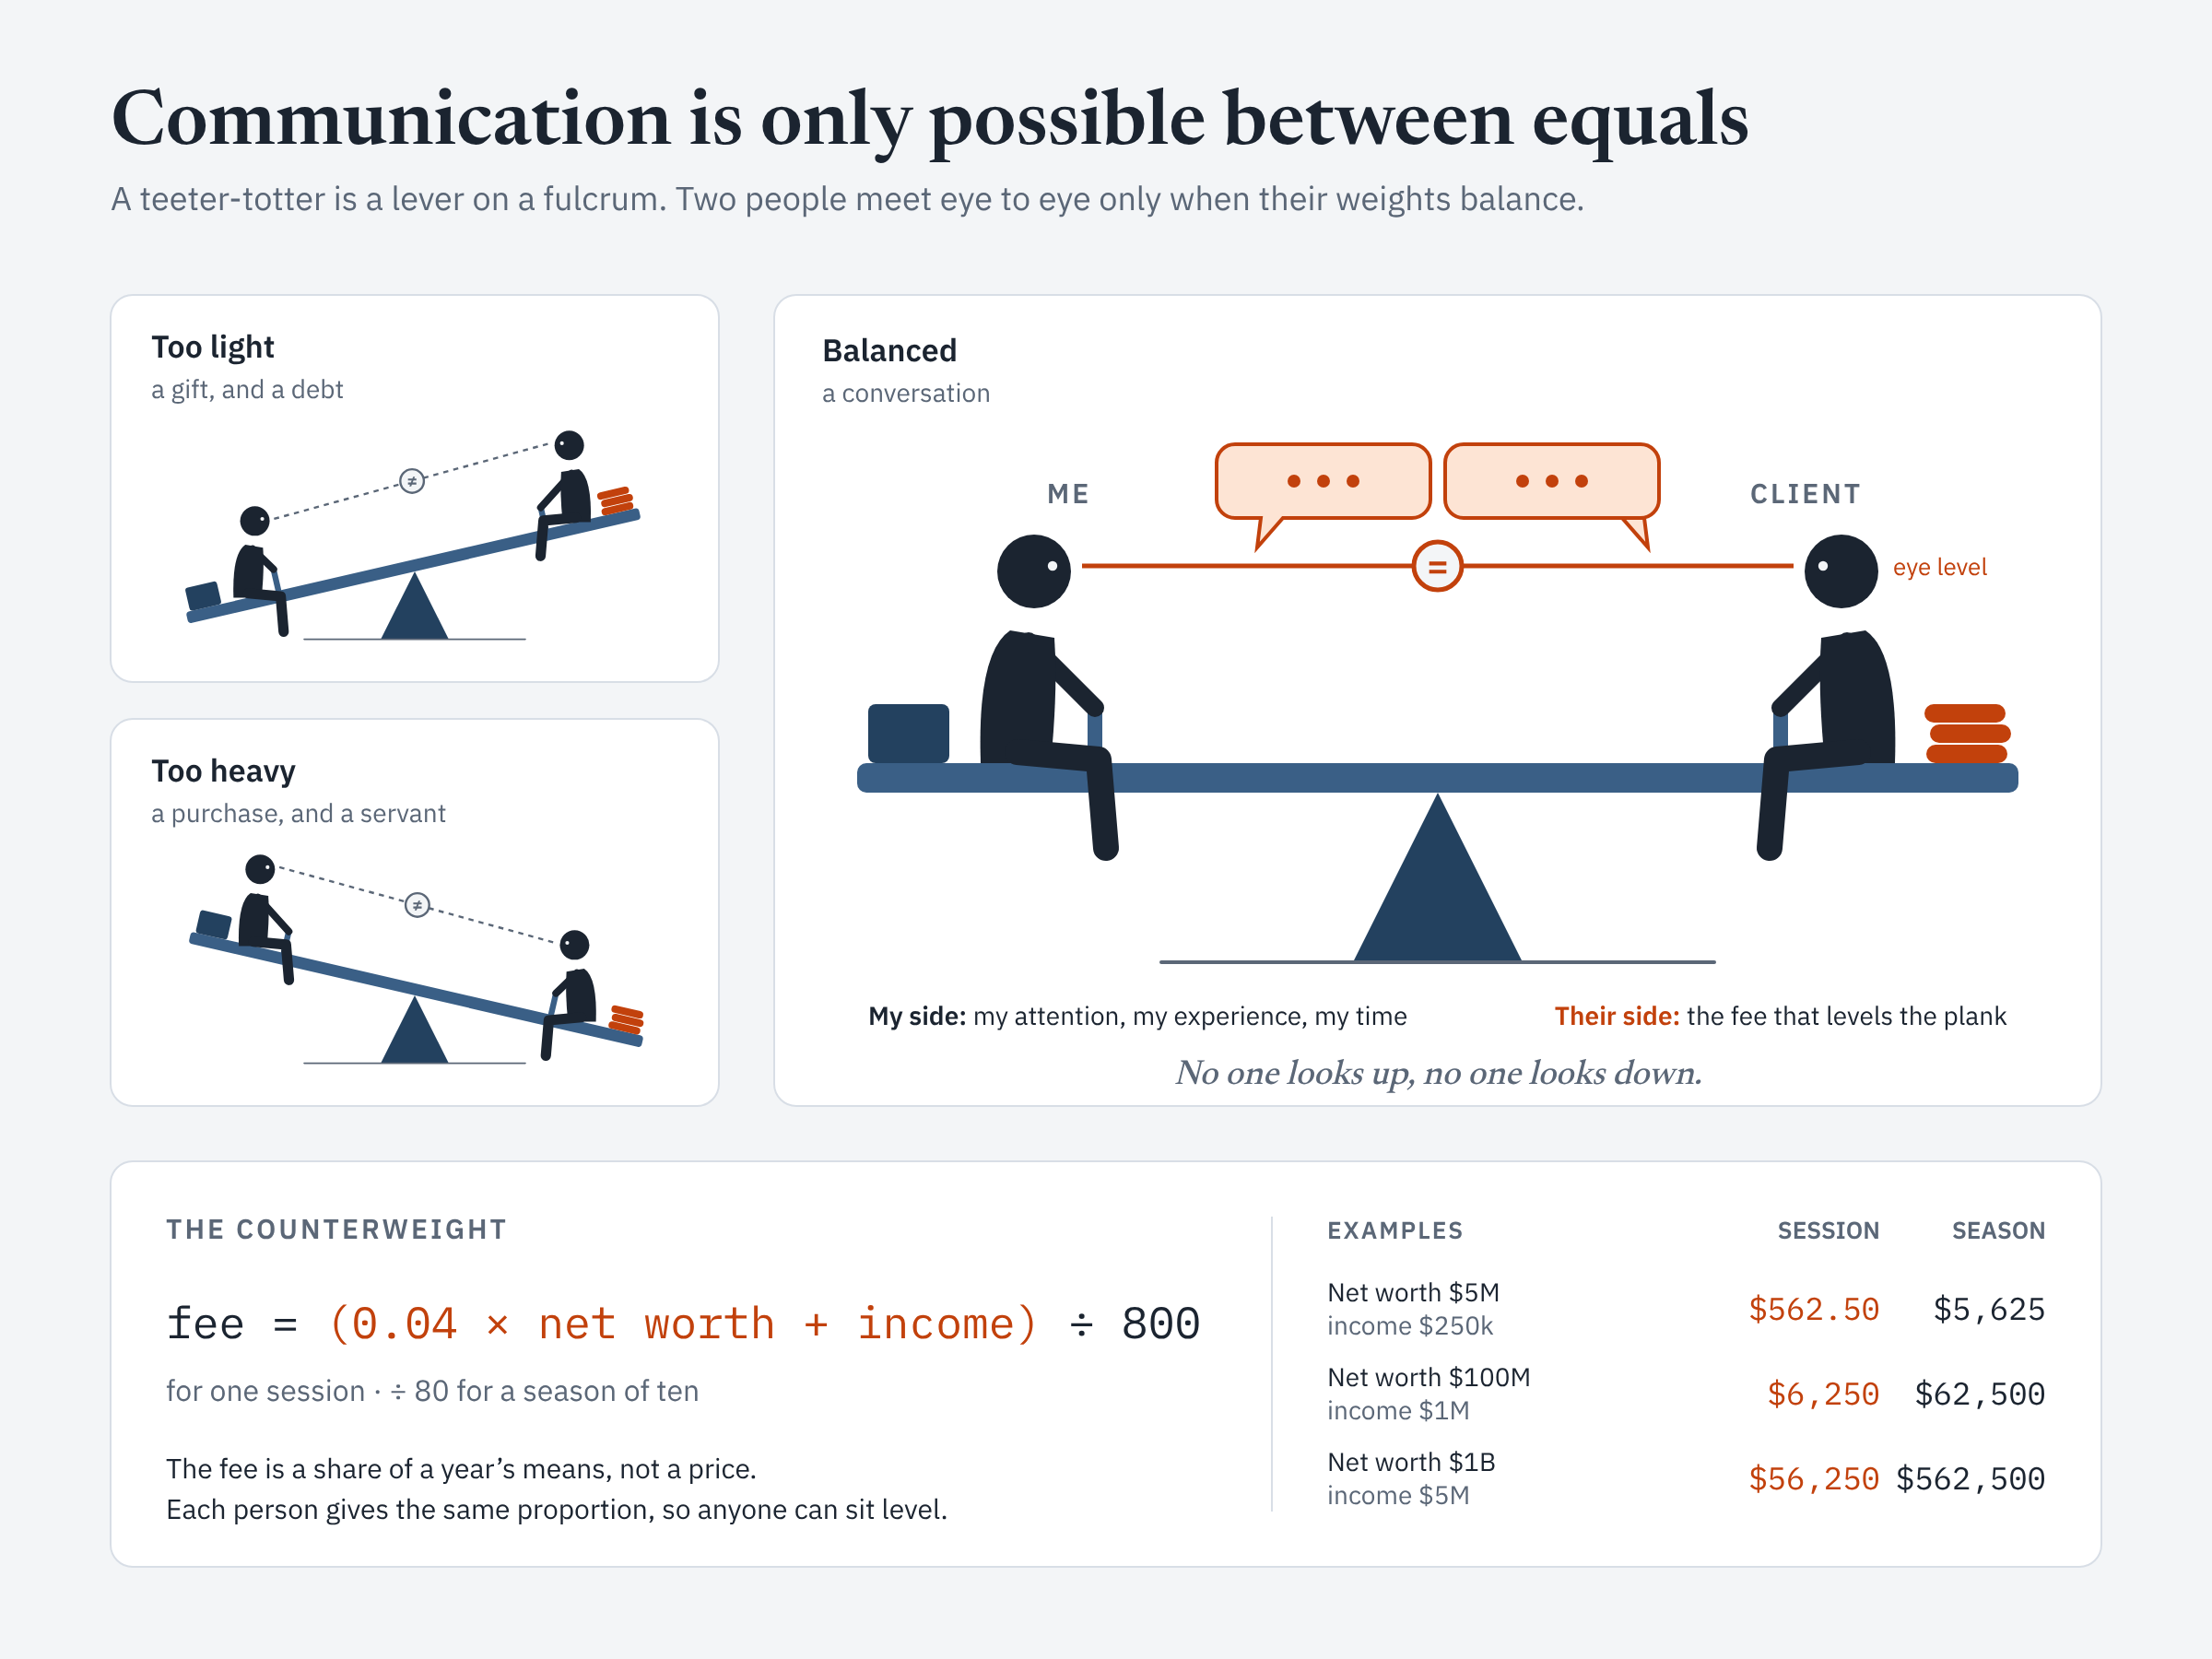 Communication is only possible between equals
A teeter-totter is a lever on a fulcrum. Two people meet eye to eye only when their weights balance.
Too light
a gift, and a debt
≠
Too heavy
a purchase, and a servant
≠
Balanced
a conversation
ME
CLIENT
=
eye level
My side: my attention, my experience, my time
Their side: the fee that levels the plank
No one looks up, no one looks down.
THE COUNTERWEIGHT
fee = (0.04 × net worth + income) ÷ 800
for one session · ÷ 80 for a season of ten
The fee is a share of a year’s means, not a price.
Each person gives the same proportion, so anyone can sit level.
EXAMPLES SESSION SEASON
Net worth $5M
income $250k
$562.50 $5,625
Net worth $100M
income $1M
$6,250 $62,500
Net worth $1B
income $5M
$56,250 $562,500